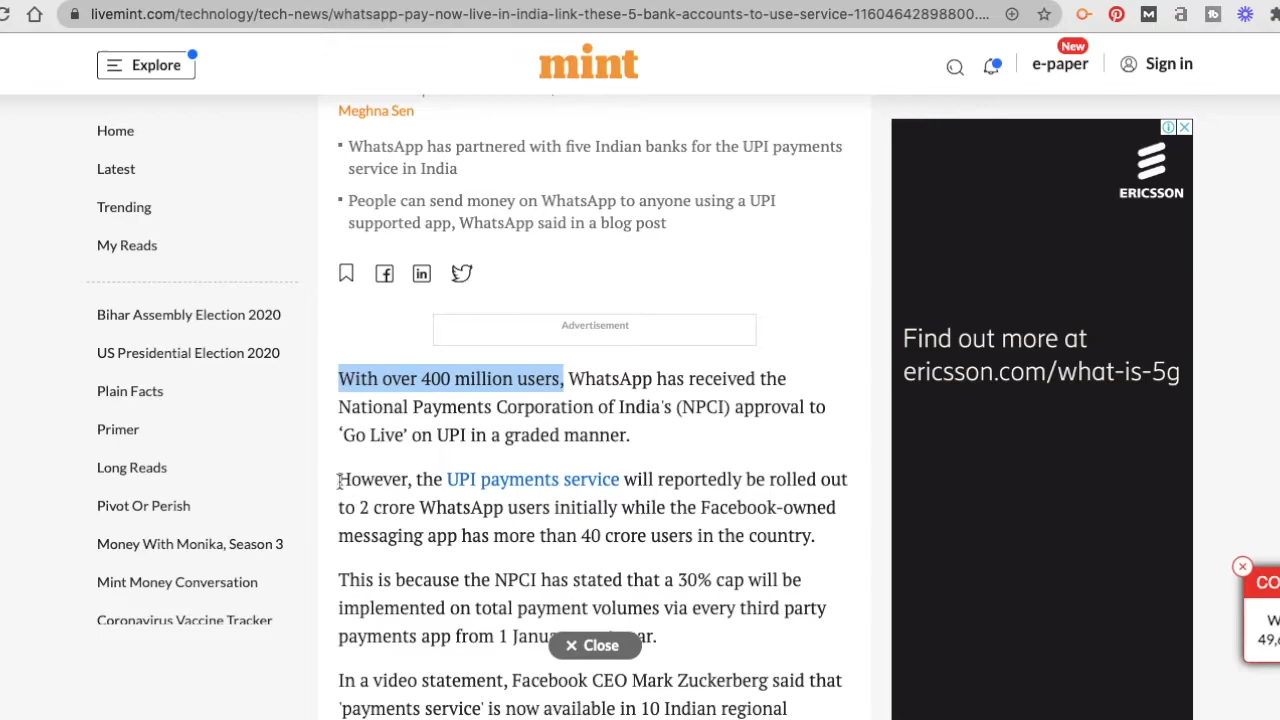 livemint.com/technology/tech-news/whatsapp-pay-now-live-in-india-link-these-5-bank-accounts-to-use-service-11604642898800....
Explore
mint
New
e-paper
Sign in
Home
Latest
Trending
My Reads
Bihar Assembly Election 2020
US Presidential Election 2020
Plain Facts
Primer
Long Reads
Pivot Or Perish
Money With Monika, Season 3
Mint Money Conversation
Coronavirus Vaccine Tracker
Meghna Sen
WhatsApp has partnered with five Indian banks for the UPI payments
service in India
People can send money on WhatsApp to anyone using a UPI
supported app, WhatsApp said in a blog post
Advertisement
With over 400 million users, WhatsApp has received the
National Payments Corporation of India's (NPCI) approval to
‘Go Live’ on UPI in a graded manner.
However, the UPI payments service will reportedly be rolled out
to 2 crore WhatsApp users initially while the Facebook-owned
messaging app has more than 40 crore users in the country.
This is because the NPCI has stated that a 30% cap will be
implemented on total payment volumes via every third party
payments app from 1
Close
In a video statement, Facebook CEO Mark Zuckerberg said that
'payments service' is now available in 10 Indian regional
ERICSSON
Find out more at
ericsson.com/what-is-5g
CO
W
49,